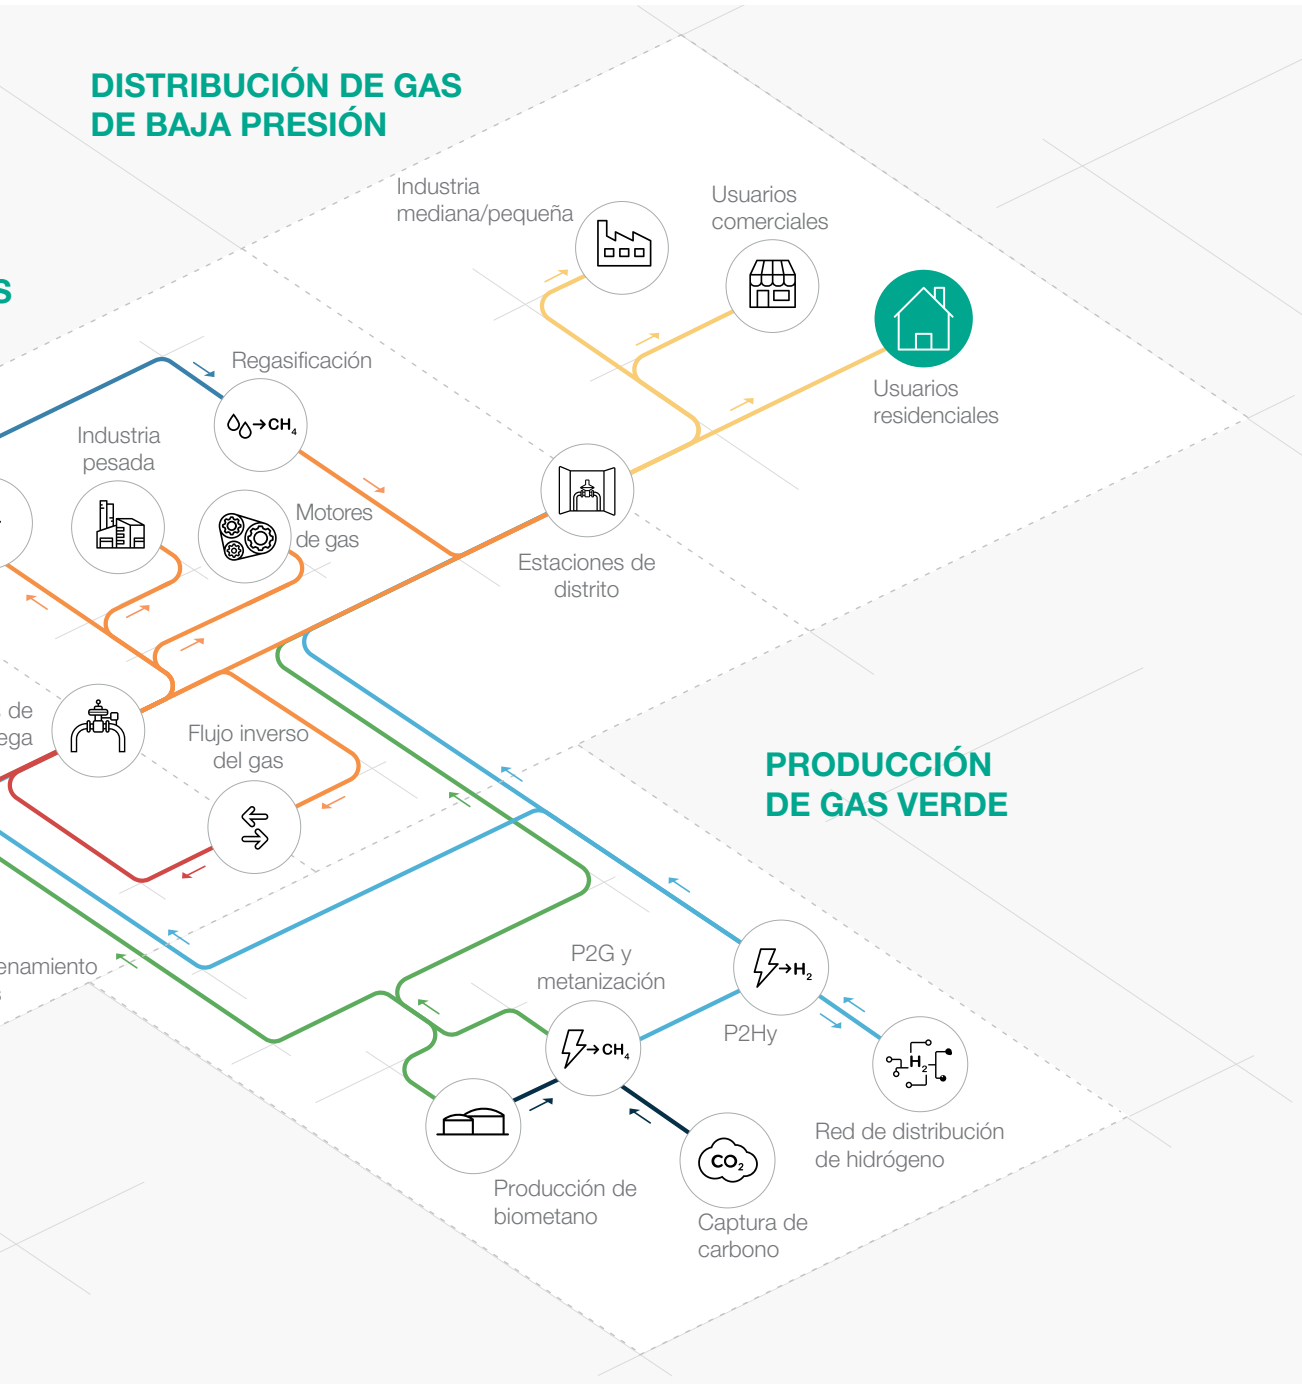 DISTRIBUCIÓN DE GAS
DE BAJA PRESIÓN
Industria
mediana/pequeña
Usuarios
comerciales
S
Usuarios
residenciales
Regasificación
→CH₄
Industria
pesada
Motores
de gas
Estaciones de
distrito
de
Flujo inverso
del gas
PRODUCCIÓN
DE GAS VERDE
P2G y
metanización
→H₂
P2Hy
→CH₄
H₂
Red de distribución
de hidrógeno
CO₂
Producción de
biometano
Captura de
carbono